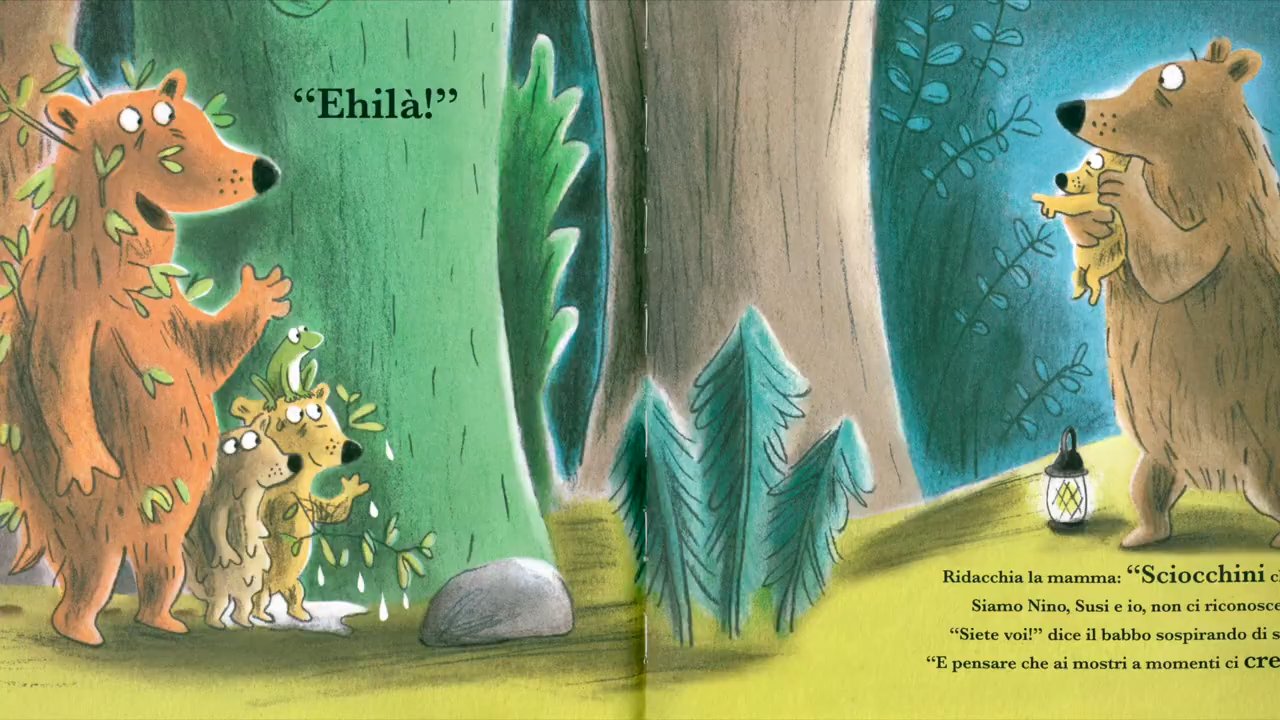 “Ehilà!”
Ridacchia la mamma: “Sciocchini
Siamo Nino, Susi e io, non ci riconosce
“Siete voi!” dice il babbo sospirando di
“E pensare che ai mostri a momenti ci cre